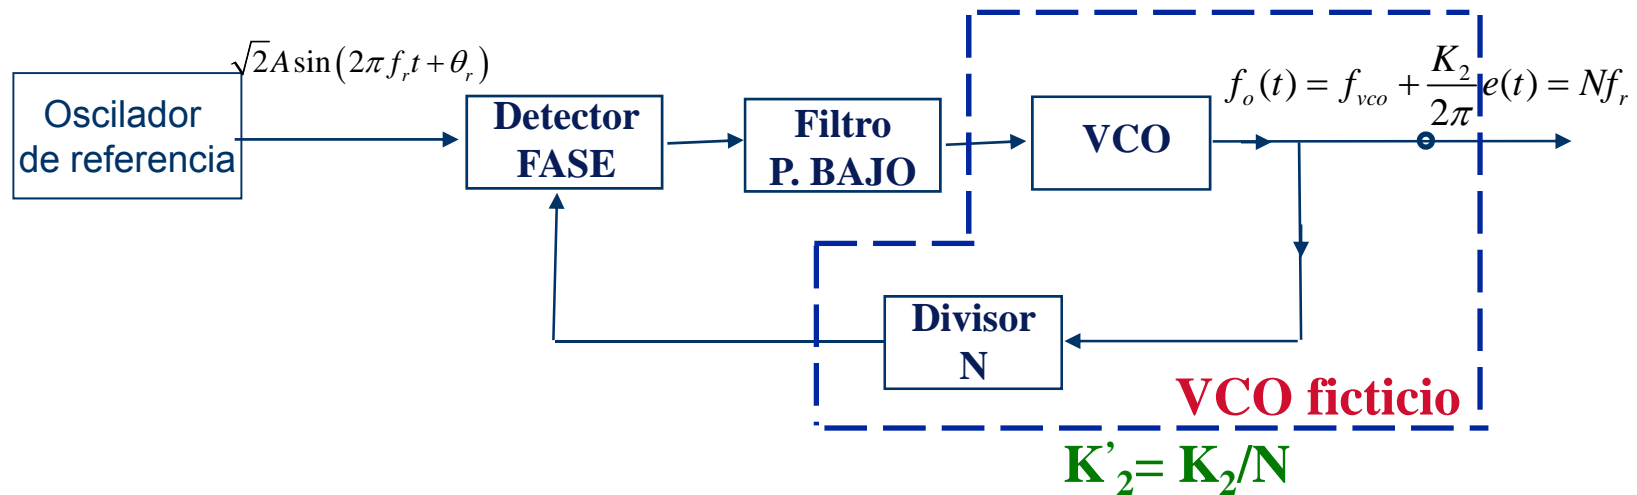 √2A sin(2πf_r t + θ_r)
Oscilador
de referencia
Detector
FASE
Filtro
P. BAJO
VCO
f_o(t) = f_vco + K_2/2π e(t) = Nf_r
Divisor
N
VCO ficticio
K'_2= K_2/N